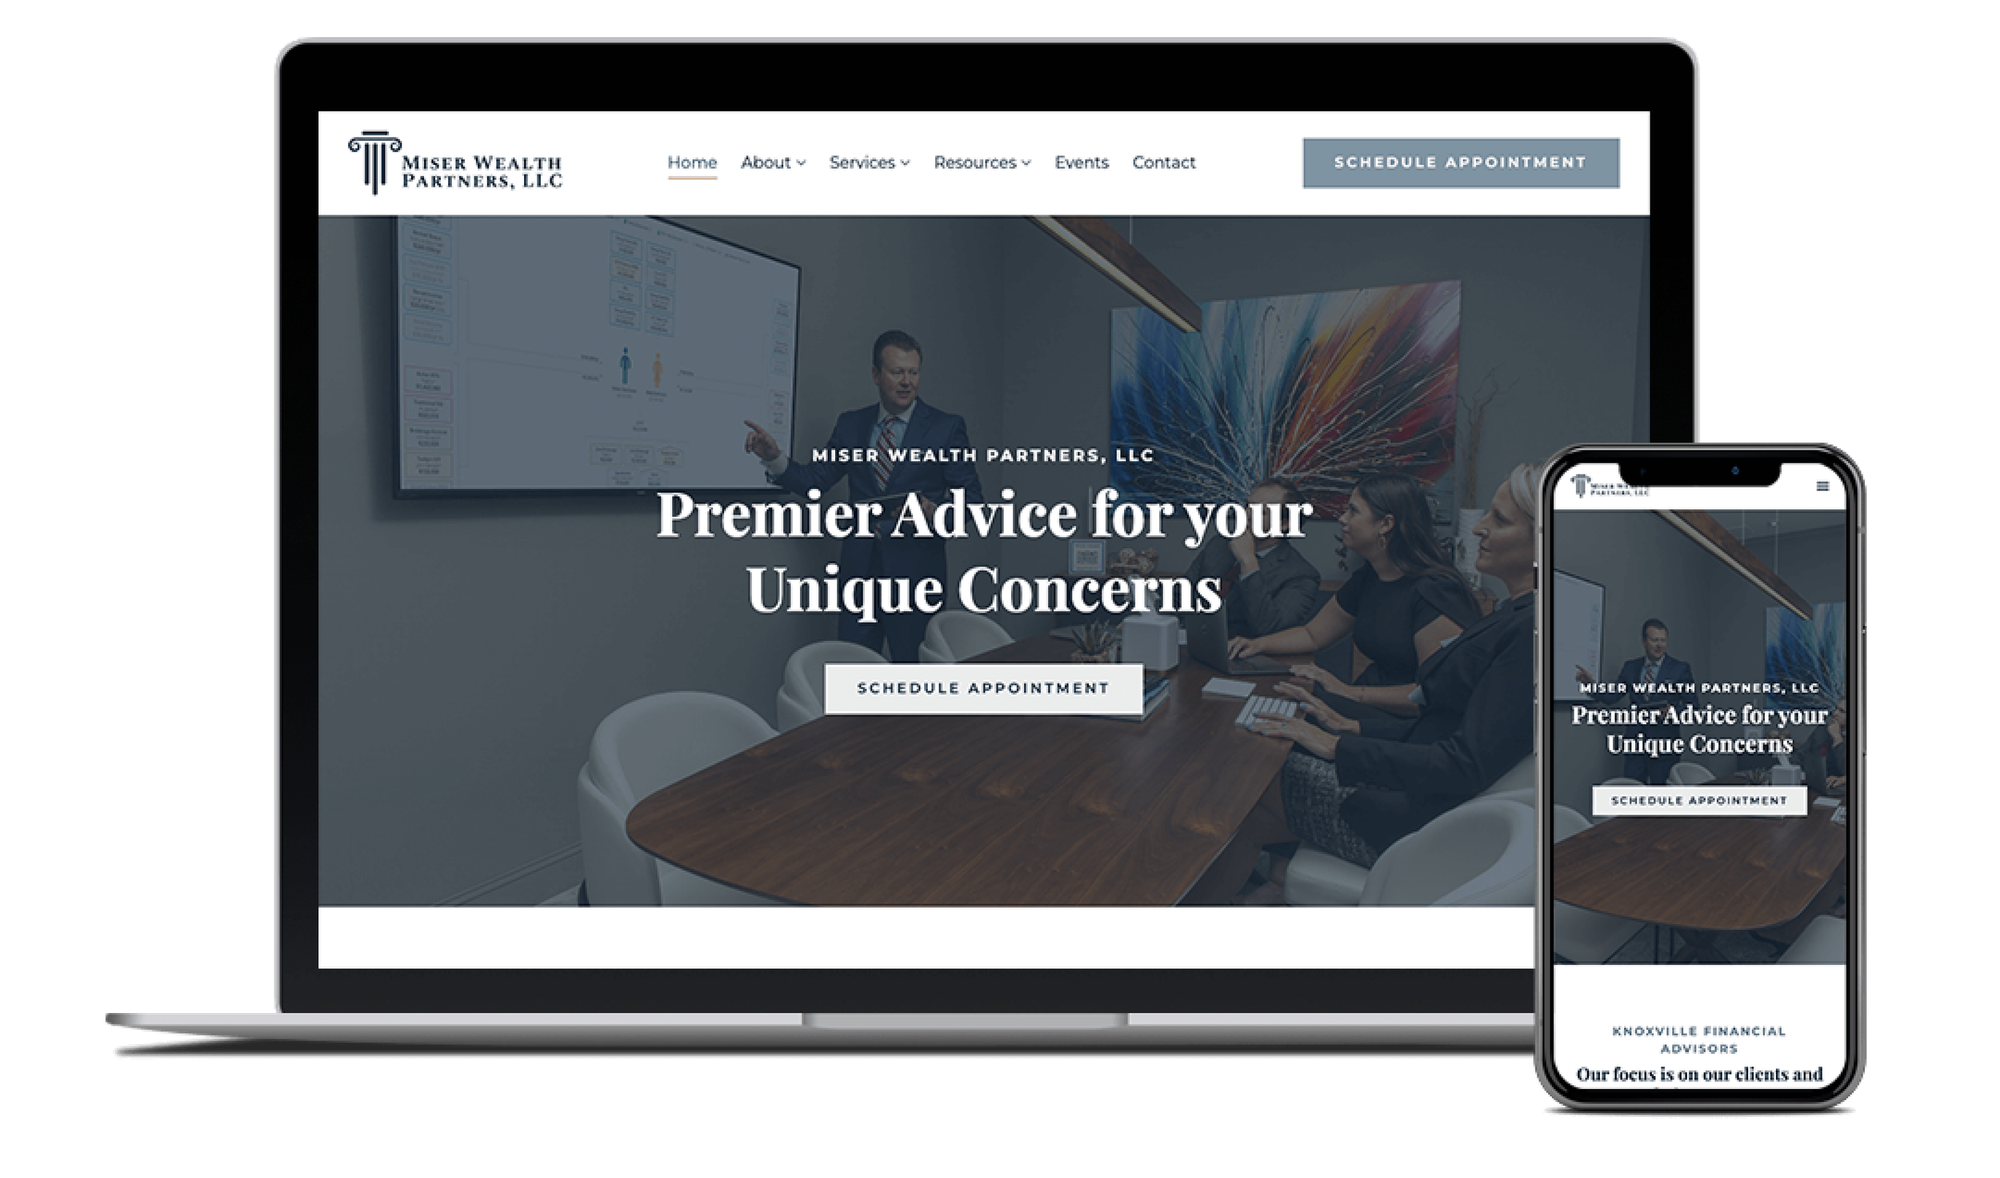 MISER WEALTH
PARTNERS, LLC
Home About Services Resources Events Contact
SCHEDULE APPOINTMENT
MISER WEALTH PARTNERS, LLC
Premier Advice for your
Unique Concerns
SCHEDULE APPOINTMENT
MISER WEALTH
PARTNERS, LLC
MISER WEALTH PARTNERS, LLC
Premier Advice for your
Unique Concerns
SCHEDULE APPOINTMENT
KNOXVILLE FINANCIAL
ADVISORS
Our focus is on our clients and